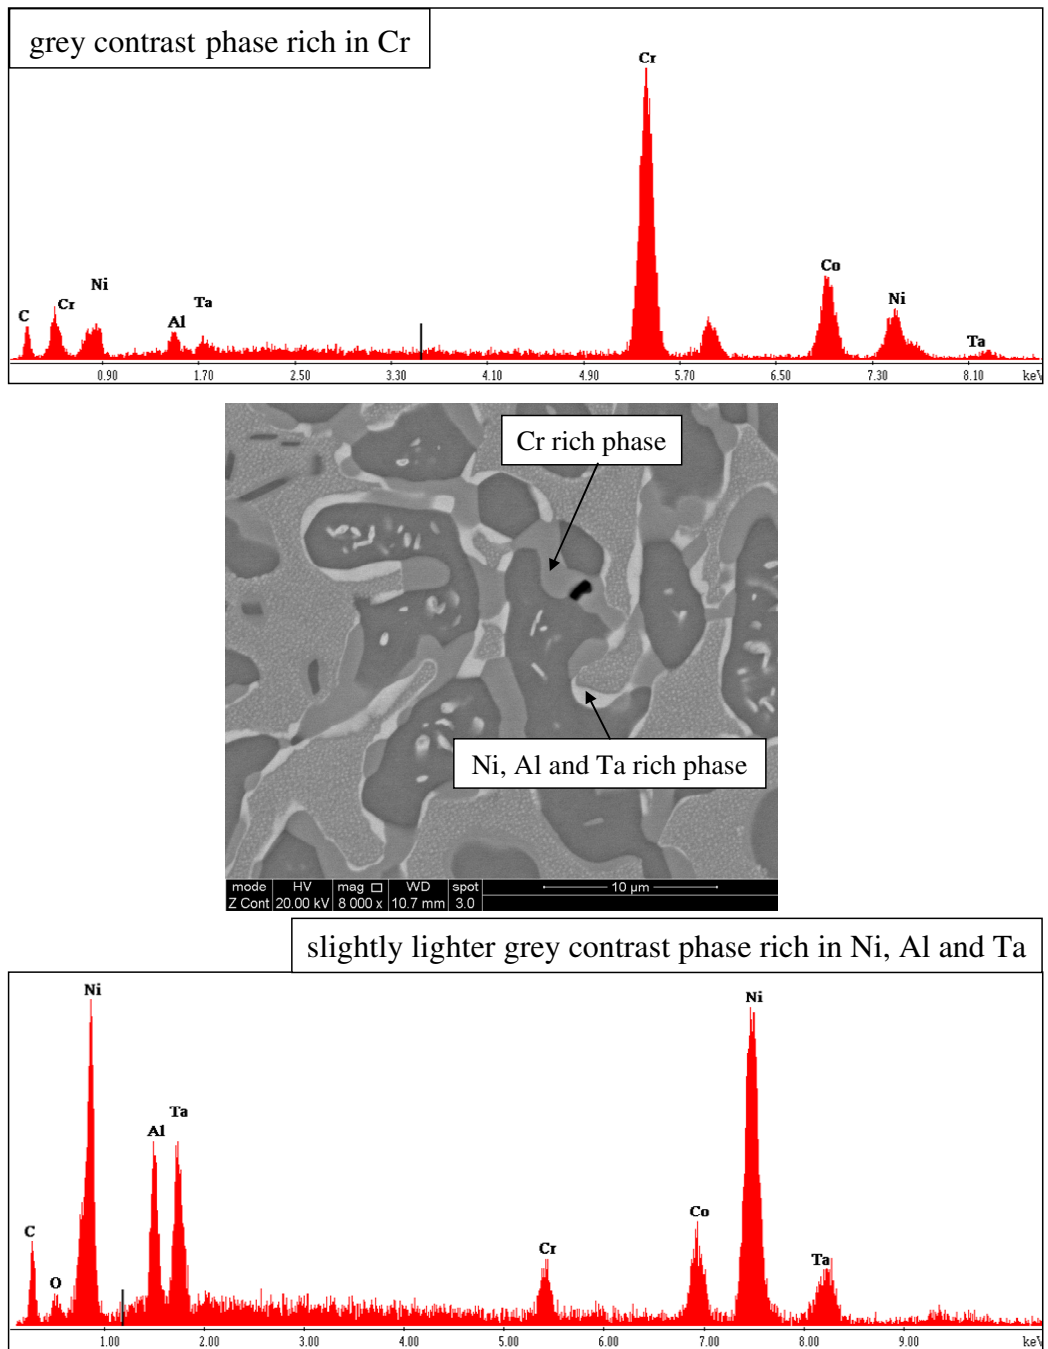 grey contrast phase rich in Cr
Cr
Ni
Cr
C
Ta
Al
Co
Ni
Ta
0.90 1.70 2.50 3.30 4.10 4.90 5.70 6.50 7.30 8.10 keV
Cr rich phase
Ni, Al and Ta rich phase
mode HV mag WD spot 10 µm
Z Cont 20.00 kV 8 000 x 10.7 mm 3.0
slightly lighter grey contrast phase rich in Ni, Al and Ta
Ni
Ni
Ta
Al
C
O
Cr
Co
Ta
1.00 2.00 3.00 4.00 5.00 6.00 7.00 8.00 9.00 keV